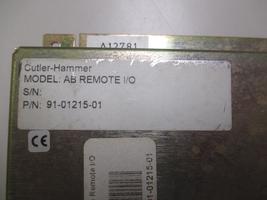 A12781
Cutler-Hammer
MODEL: AB REMOTE I/O
S/N:
P/N: 91-01215-01
CE
Remote I/O
91-01215-01